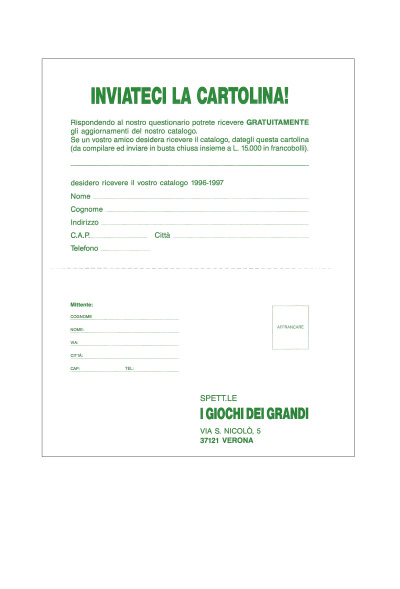 INVIATECI LA CARTOLINA!
Rispondendo al nostro questionario potrete ricevere GRATUITAMENTE
gli aggiornamenti del nostro catalogo.
Se un vostro amico desidera ricevere il catalogo, dategli questa cartolina
(da compilare ed inviare in busta chiusa insieme a L. 15.000 in francobolli).
desidero ricevere il vostro catalogo 1996-1997
Nome
Cognome
Indirizzo
C.A.P. Città
Telefono
Mittente:
COGNOME
NOME:
VIA:
CITTÀ:
CAP: TEL.:
AFFRANCARE
SPETT.LE
I GIOCHI DEI GRANDI
VIA S. NICOLÒ, 5
37121 VERONA